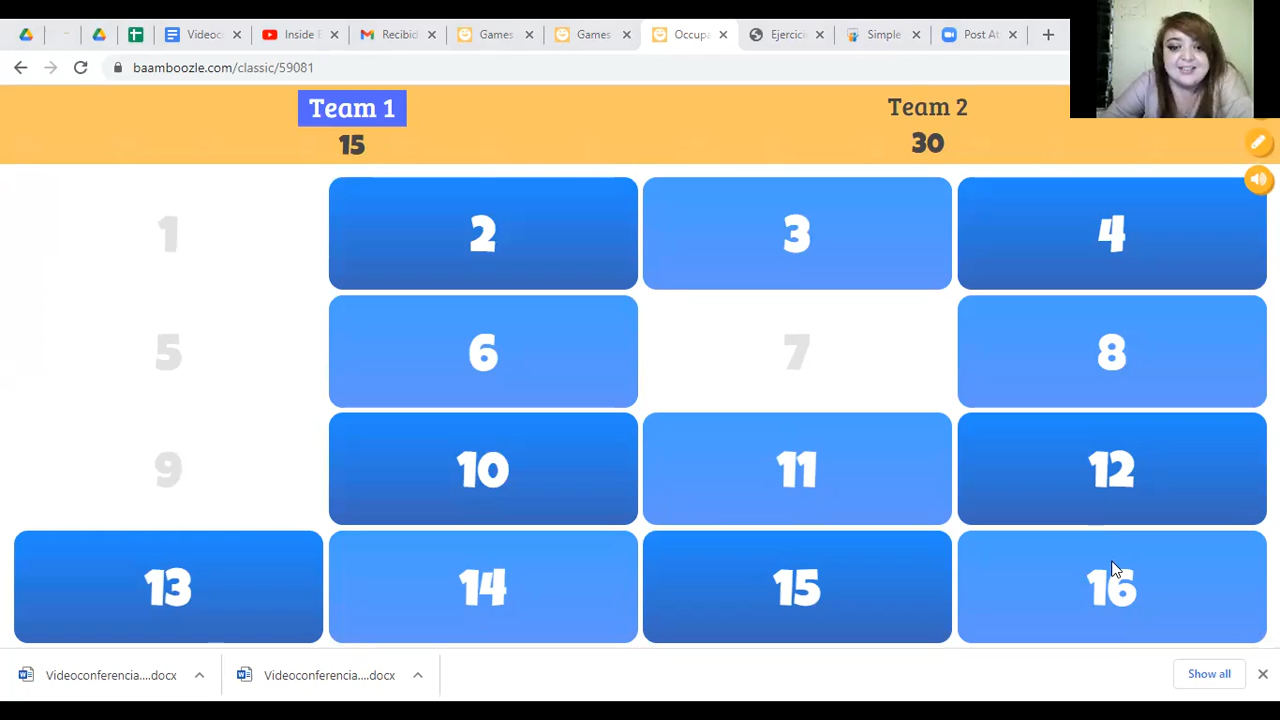 Videoc
Inside E
Recibid
Games
Games
Occupa
Ejercici
Simple
Post At
baamboozle.com/classic/59081
Team 1
Team 2
15
30
1
2
3
4
5
6
7
8
9
10
11
12
13
14
15
16
Videoconferencia....docx
Videoconferencia....docx
Show all